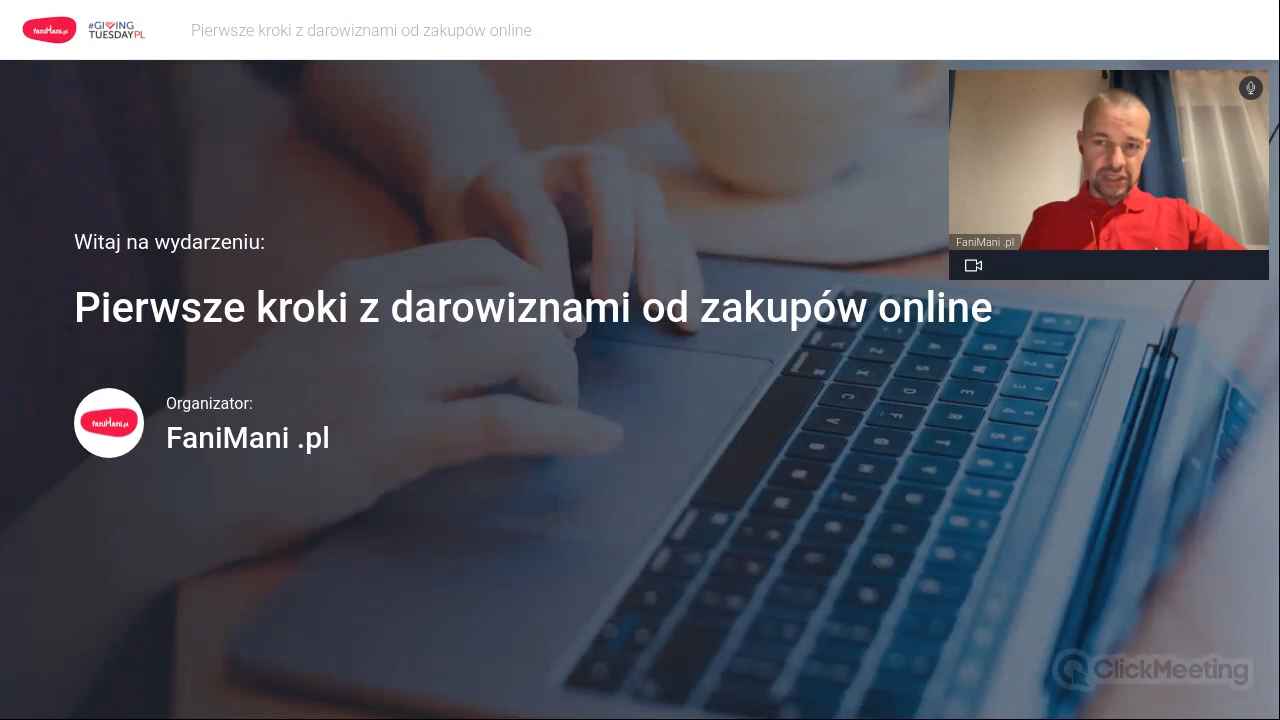 faniMani.pl
#GIVING
TUESDAYPL
Pierwsze kroki z darowiznami od zakupów online
FaniMani .pl
Witaj na wydarzeniu:
Pierwsze kroki z darowiznami od zakupów online
faniMani.pl
Organizator:
FaniMani .pl
ClickMeeting